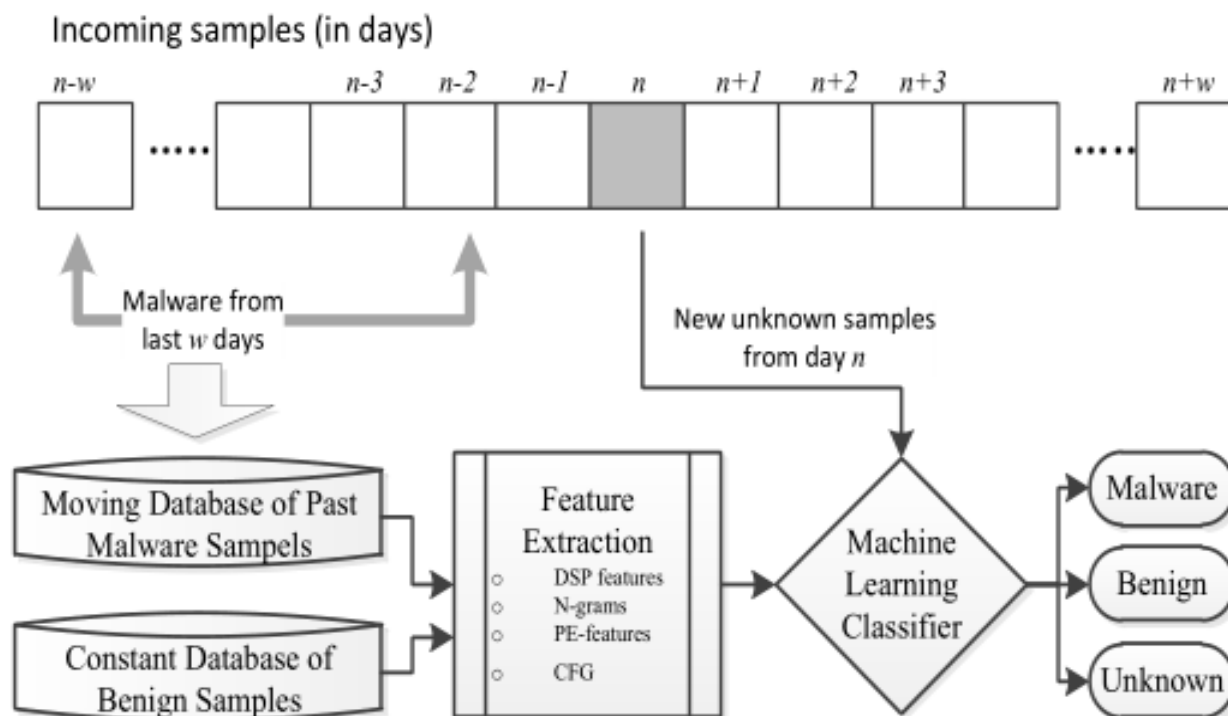 Incoming samples (in days)
n-w n-3 n-2 n-1 n n+1 n+2 n+3 n+w
Malware from
last w days
New unknown samples
from day n
Moving Database of Past
Malware Sampels
Constant Database of
Benign Samples
Feature
Extraction
DSP features
N-grams
PE-features
CFG
Machine
Learning
Classifier
Malware
Benign
Unknown